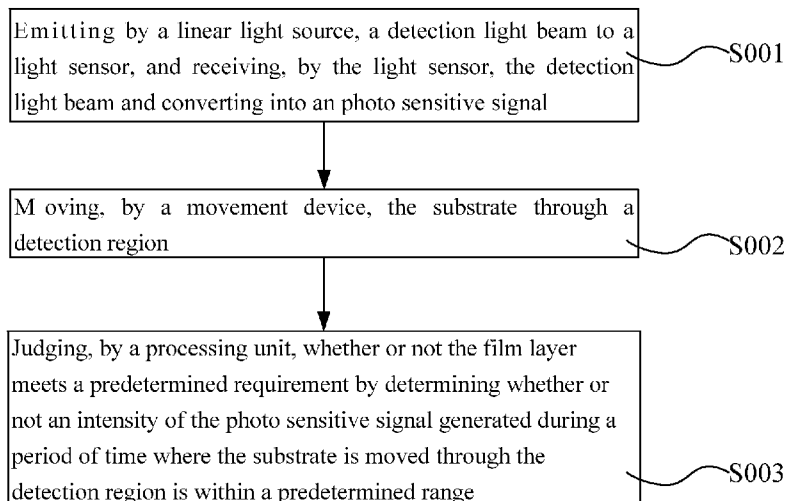 Emitting by a linear light source, a detection light beam to a
light sensor, and receiving, by the light sensor, the detection
light beam and converting into an photo sensitive signal
S001
M oving, by a movement device, the substrate through a
detection region
S002
Judging, by a processing unit, whether or not the film layer
meets a predetermined requirement by determining whether or
not an intensity of the photo sensitive signal generated during a
period of time where the substrate is moved through the
detection region is within a predetermined range
S003